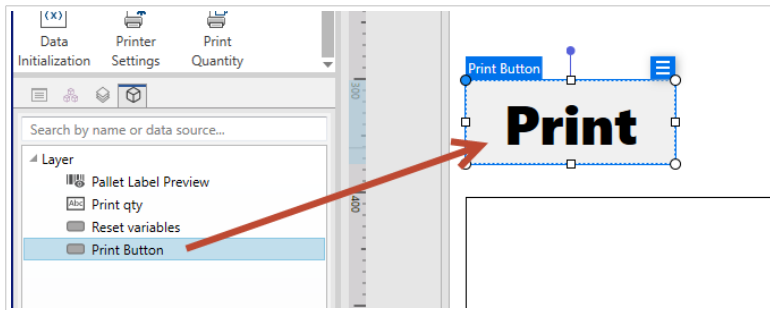 (x)
Data
Initialization
Printer
Settings
Print
Quantity
Search by name or data source...
Layer
Pallet Label Preview
Abc Print qty
Reset variables
Print Button
300
400
Print Button
Print